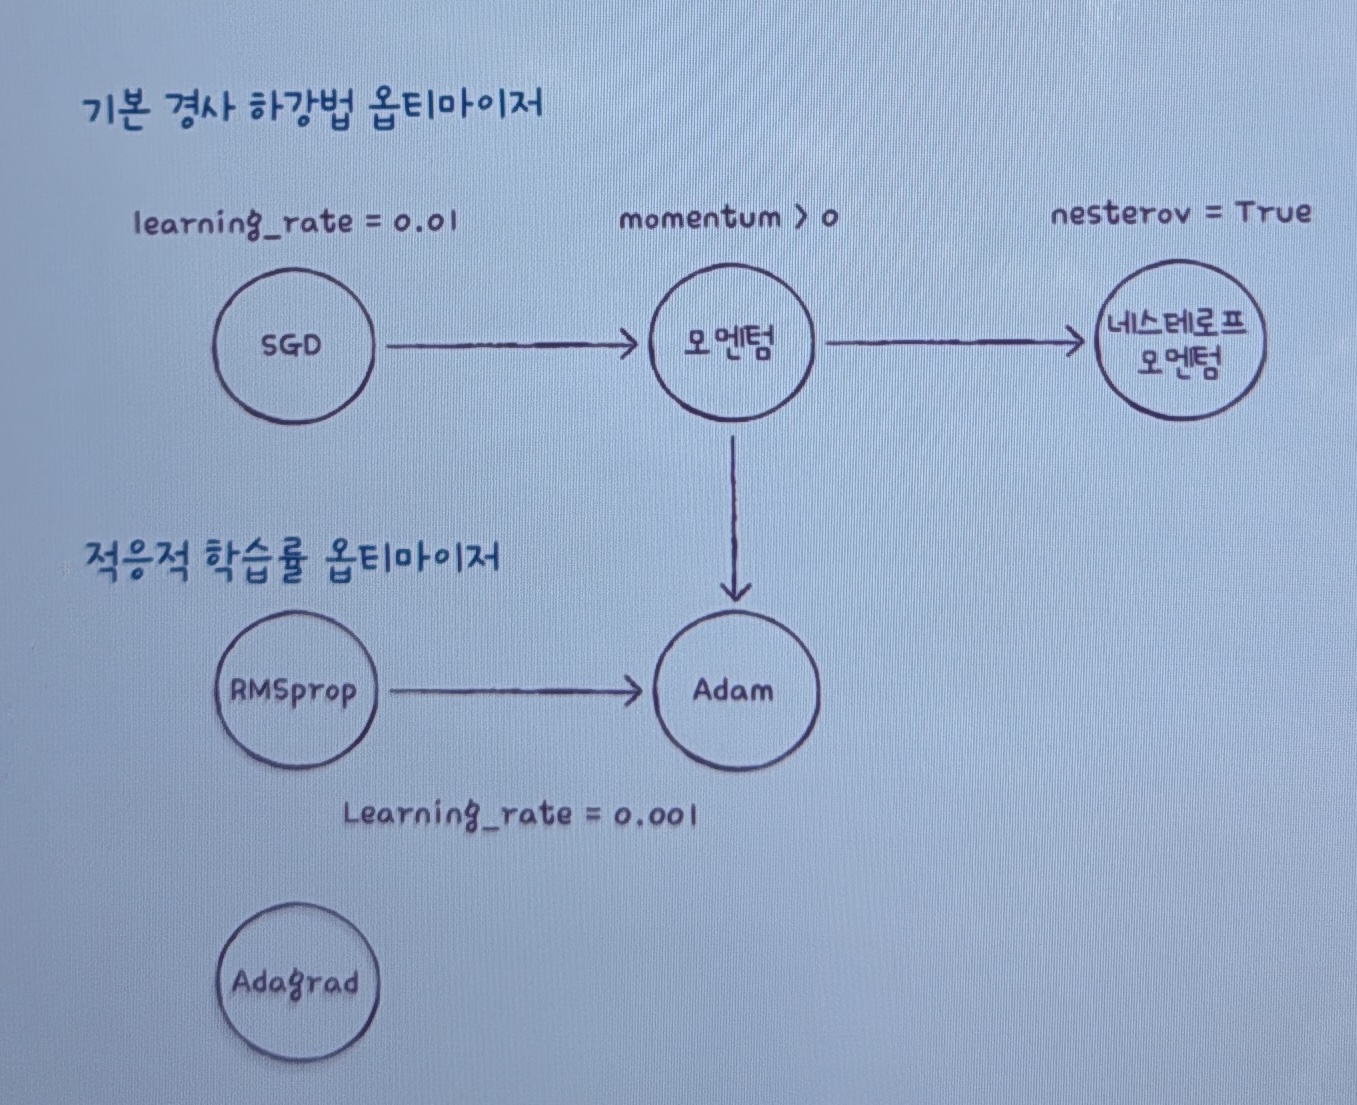 기본 경사 하강법 옵티마이저
learning_rate = 0.01
momentum > 0
nesterov = True
SGD
모멘텀
네스테로프
모멘텀
적응적 학습률 옵티마이저
RMSprop
Adam
Learning_rate = 0.001
Adagrad